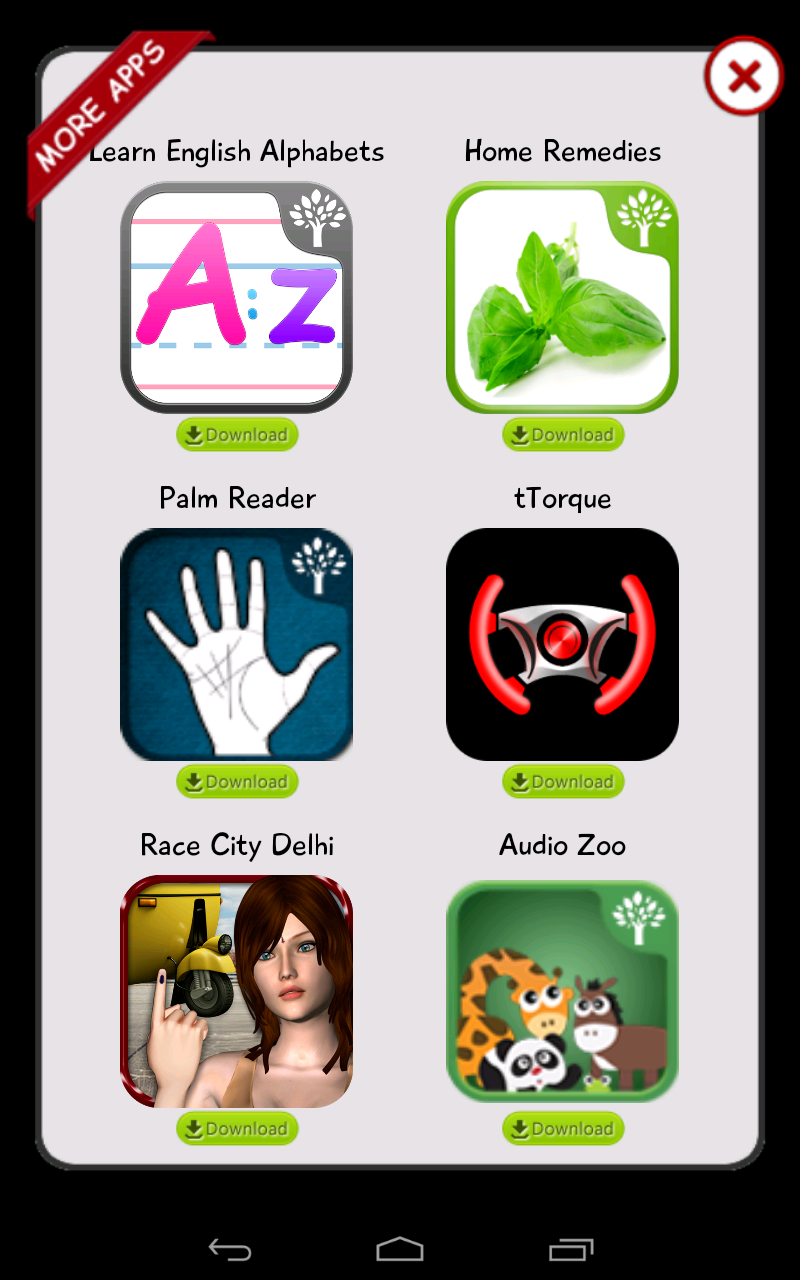 MORE APPS
Learn English Alphabets
Home Remedies
A:z
Download
Download
Palm Reader
tTorque
Download
Download
Race City Delhi
Audio Zoo
Download
Download